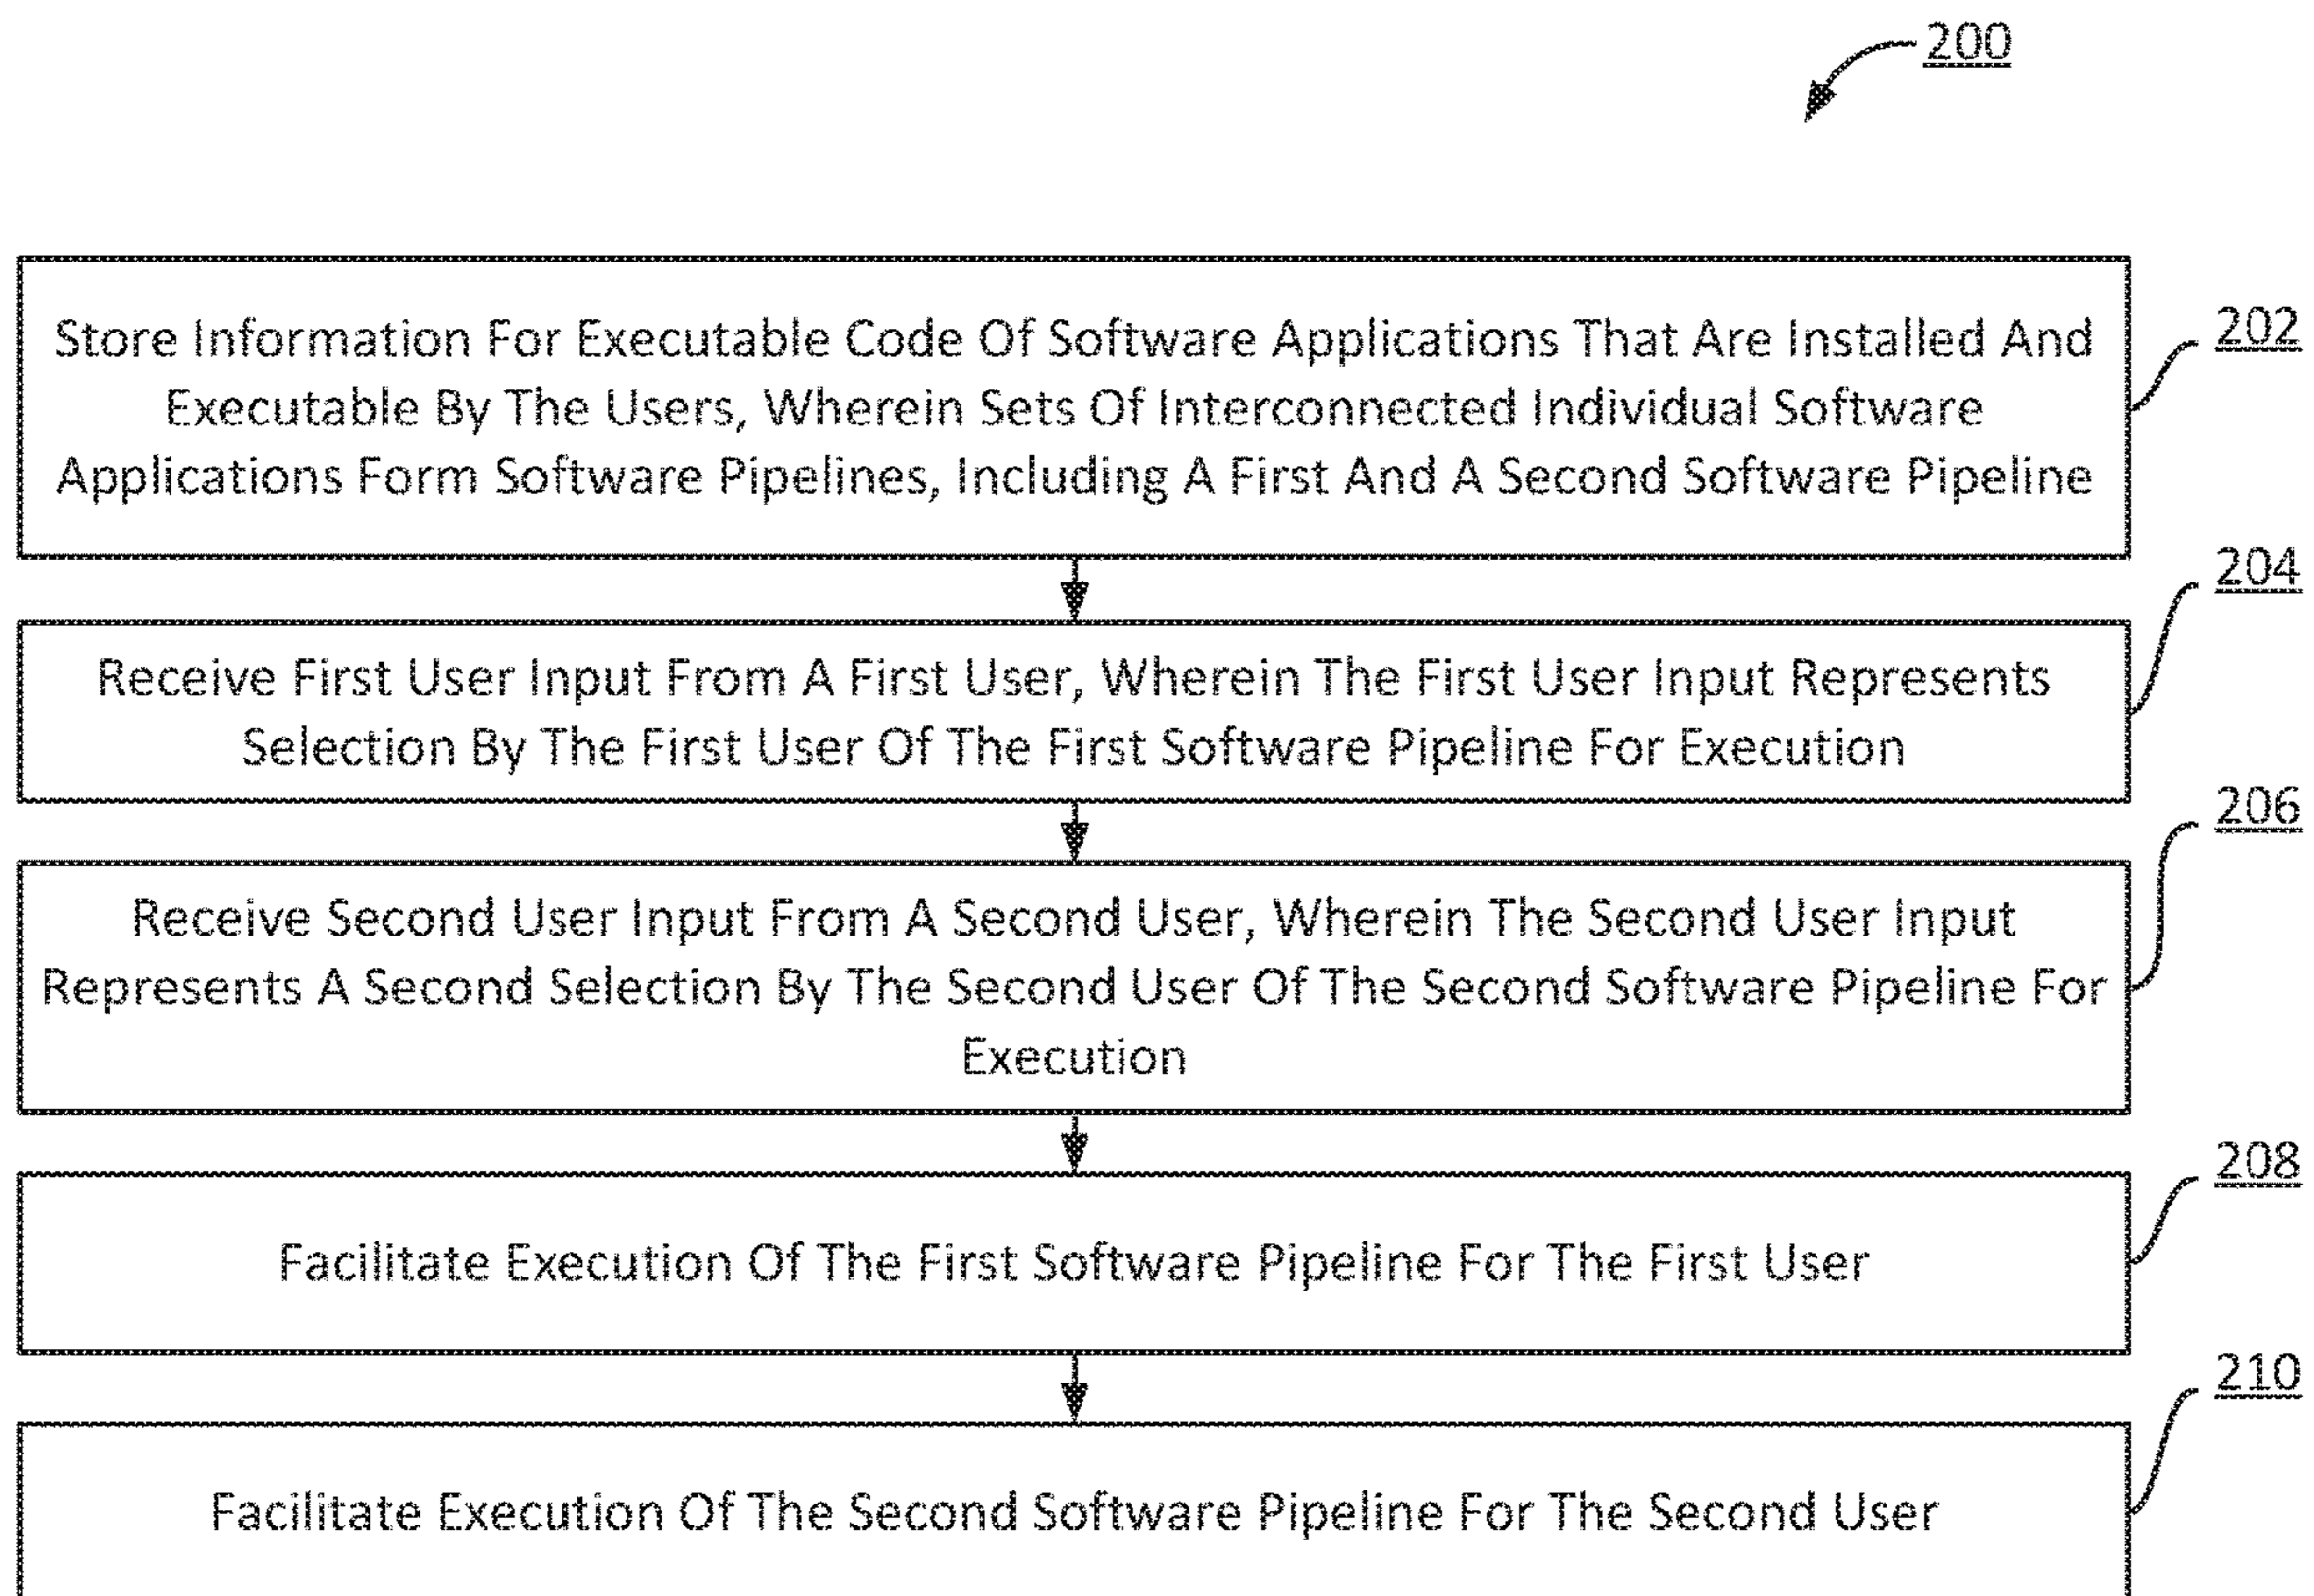 200
Store Information For Executable Code Of Software Applications That Are Installed And
Executable By The Users, Wherein Sets Of Interconnected Individual Software
Applications Form Software Pipelines, Including A First And A Second Software Pipeline
202
Receive First User Input From A First User, Wherein The First User Input Represents
Selection By The First User Of The First Software Pipeline For Execution
204
Receive Second User Input From A Second User, Wherein The Second User Input
Represents A Second Selection By The Second User Of The Second Software Pipeline For
Execution
206
Facilitate Execution Of The First Software Pipeline For The First User
208
Facilitate Execution Of The Second Software Pipeline For The Second User
210